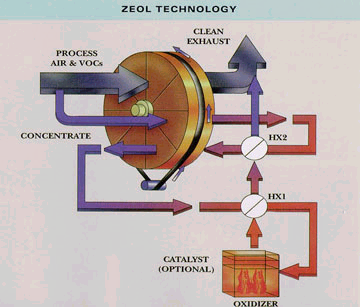 ZEOL TECHNOLOGY
CLEAN
EXHAUST
PROCESS
AIR & VOCs
CONCENTRATE
HX2
HX1
CATALYST
(OPTIONAL)
OXIDIZER